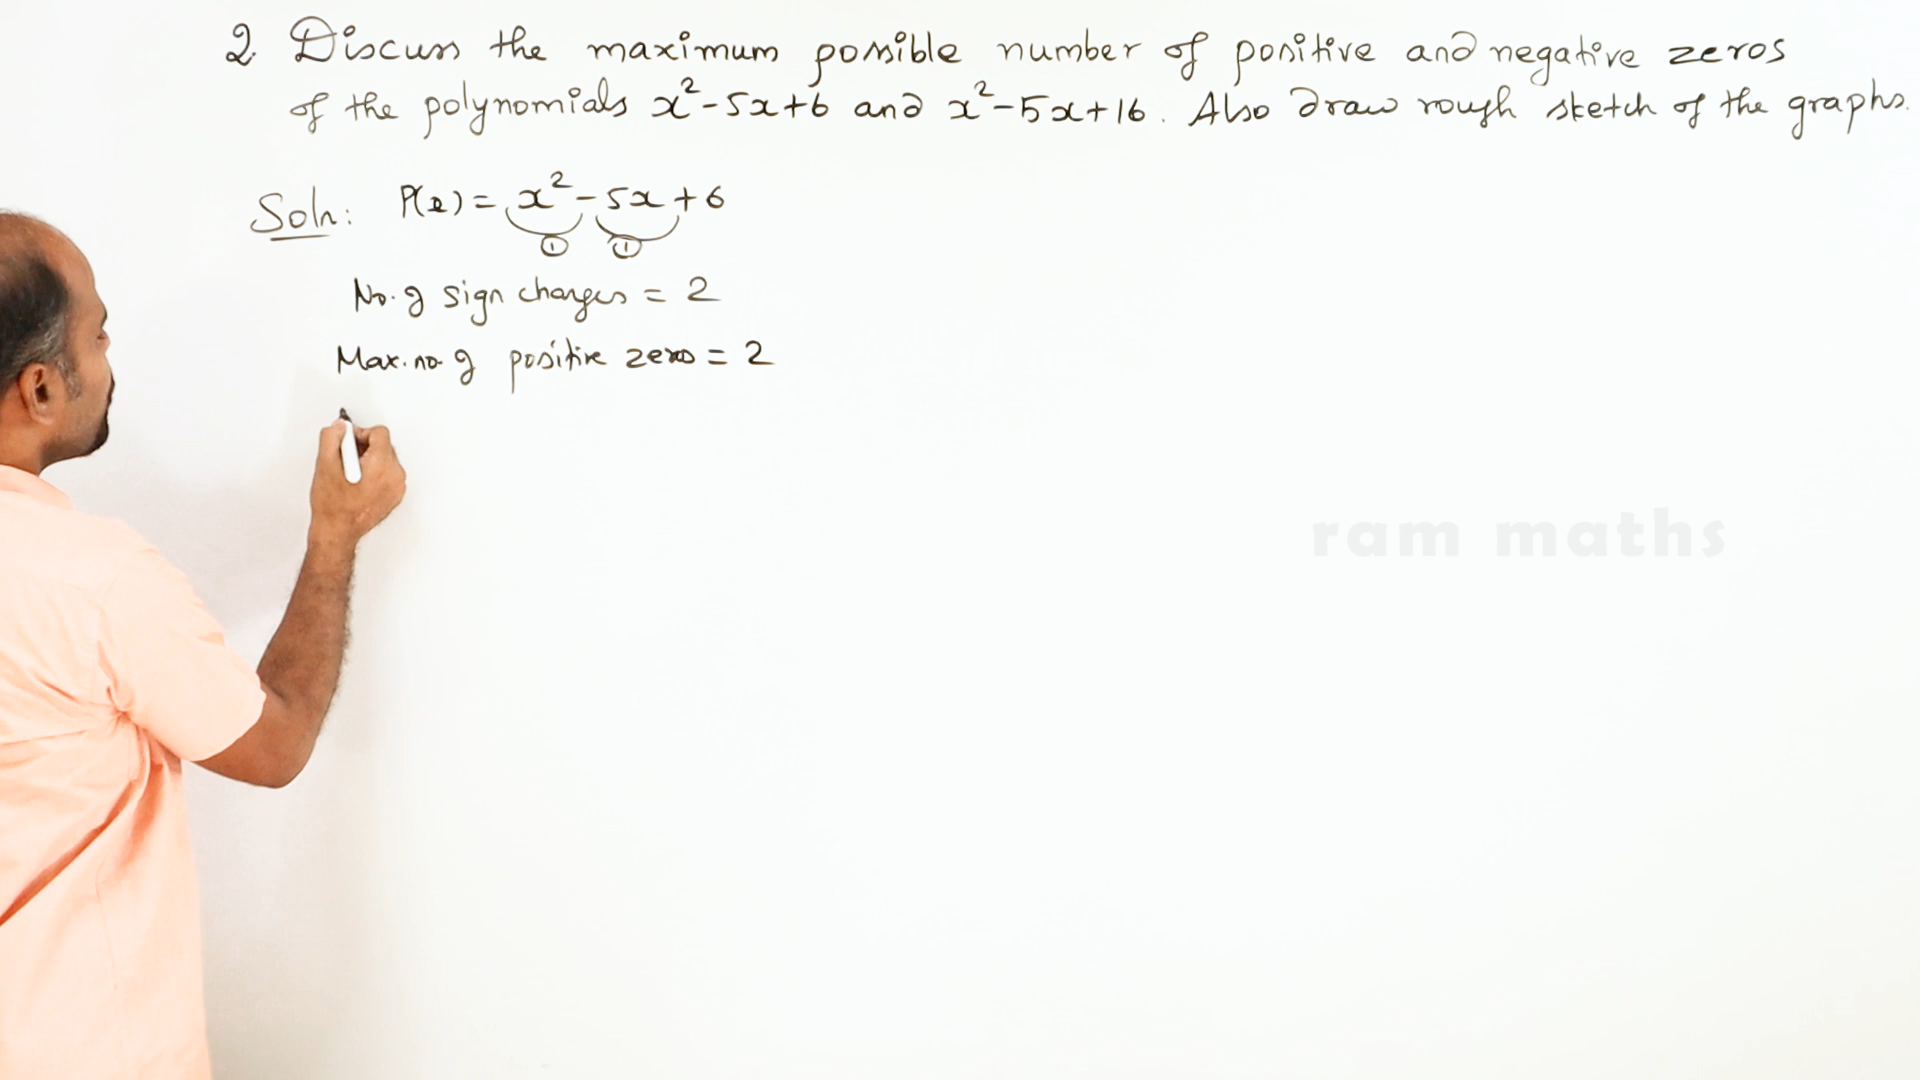 2 Discuss the maximum possible number of positive and negative zeros
of the polynomials x²-5x+6 and x²-5x+16. Also draw rough sketch of the graphs.
Soln: P(x) = x²-5x+6
① ①
No. of sign changes = 2
Max. no. of positive zeros = 2
ram maths